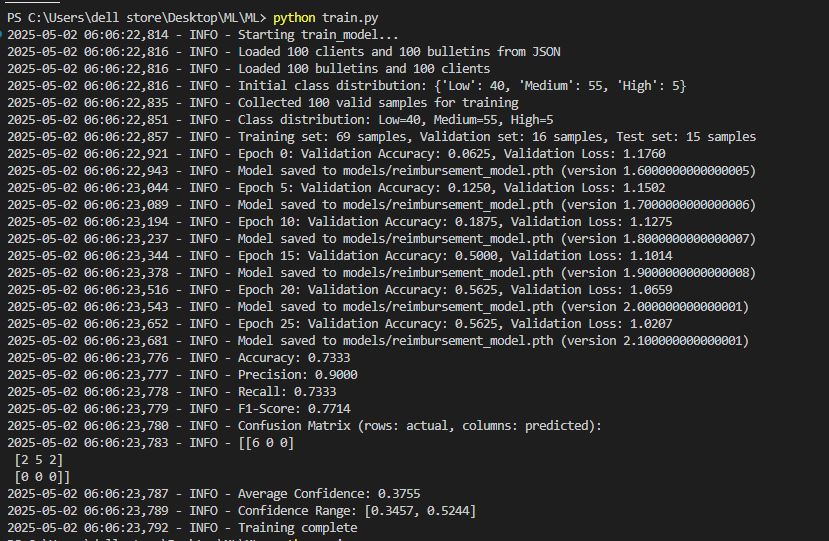 PS C:\Users\dell store\Desktop\ML\ML> python train.py
2025-05-02 06:06:22,814 - INFO - Starting train_model...
2025-05-02 06:06:22,816 - INFO - Loaded 100 clients and 100 bulletins from JSON
2025-05-02 06:06:22,816 - INFO - Loaded 100 bulletins and 100 clients
2025-05-02 06:06:22,816 - INFO - Initial class distribution: {'Low': 40, 'Medium': 55, 'High': 5}
2025-05-02 06:06:22,835 - INFO - Collected 100 valid samples for training
2025-05-02 06:06:22,851 - INFO - Class distribution: Low=40, Medium=55, High=5
2025-05-02 06:06:22,857 - INFO - Training set: 69 samples, Validation set: 16 samples, Test set: 15 samples
2025-05-02 06:06:22,921 - INFO - Epoch 0: Validation Accuracy: 0.0625, Validation Loss: 1.1760
2025-05-02 06:06:22,943 - INFO - Model saved to models/reimbursement_model.pth (version 1.6000000000000005)
2025-05-02 06:06:23,044 - INFO - Epoch 5: Validation Accuracy: 0.1250, Validation Loss: 1.1502
2025-05-02 06:06:23,089 - INFO - Model saved to models/reimbursement_model.pth (version 1.7000000000000006)
2025-05-02 06:06:23,194 - INFO - Epoch 10: Validation Accuracy: 0.1875, Validation Loss: 1.1275
2025-05-02 06:06:23,237 - INFO - Model saved to models/reimbursement_model.pth (version 1.8000000000000007)
2025-05-02 06:06:23,344 - INFO - Epoch 15: Validation Accuracy: 0.5000, Validation Loss: 1.1014
2025-05-02 06:06:23,378 - INFO - Model saved to models/reimbursement_model.pth (version 1.9000000000000008)
2025-05-02 06:06:23,516 - INFO - Epoch 20: Validation Accuracy: 0.5625, Validation Loss: 1.0659
2025-05-02 06:06:23,543 - INFO - Model saved to models/reimbursement_model.pth (version 2.000000000000001)
2025-05-02 06:06:23,652 - INFO - Epoch 25: Validation Accuracy: 0.5625, Validation Loss: 1.0207
2025-05-02 06:06:23,681 - INFO - Model saved to models/reimbursement_model.pth (version 2.100000000000001)
2025-05-02 06:06:23,776 - INFO - Accuracy: 0.7333
2025-05-02 06:06:23,777 - INFO - Precision: 0.9000
2025-05-02 06:06:23,778 - INFO - Recall: 0.7333
2025-05-02 06:06:23,779 - INFO - F1-Score: 0.7714
2025-05-02 06:06:23,780 - INFO - Confusion Matrix (rows: actual, columns: predicted):
2025-05-02 06:06:23,783 - INFO - [[6 0 0]
[2 5 2]
[0 0 0]]
2025-05-02 06:06:23,787 - INFO - Average Confidence: 0.3755
2025-05-02 06:06:23,789 - INFO - Confidence Range: [0.3457, 0.5244]
2025-05-02 06:06:23,792 - INFO - Training complete